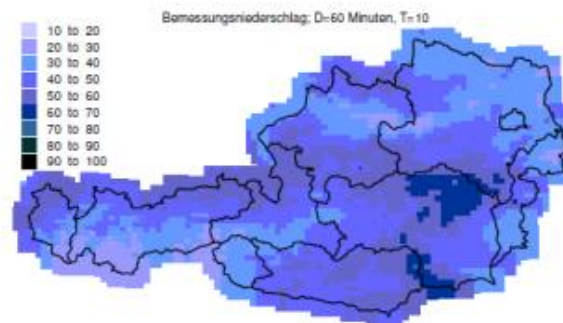 Bemessungsniederschlag; D=60 Minuten, T=10
10 to 20
20 to 30
30 to 40
40 to 50
50 to 60
60 to 70
70 to 80
80 to 90
90 to 100